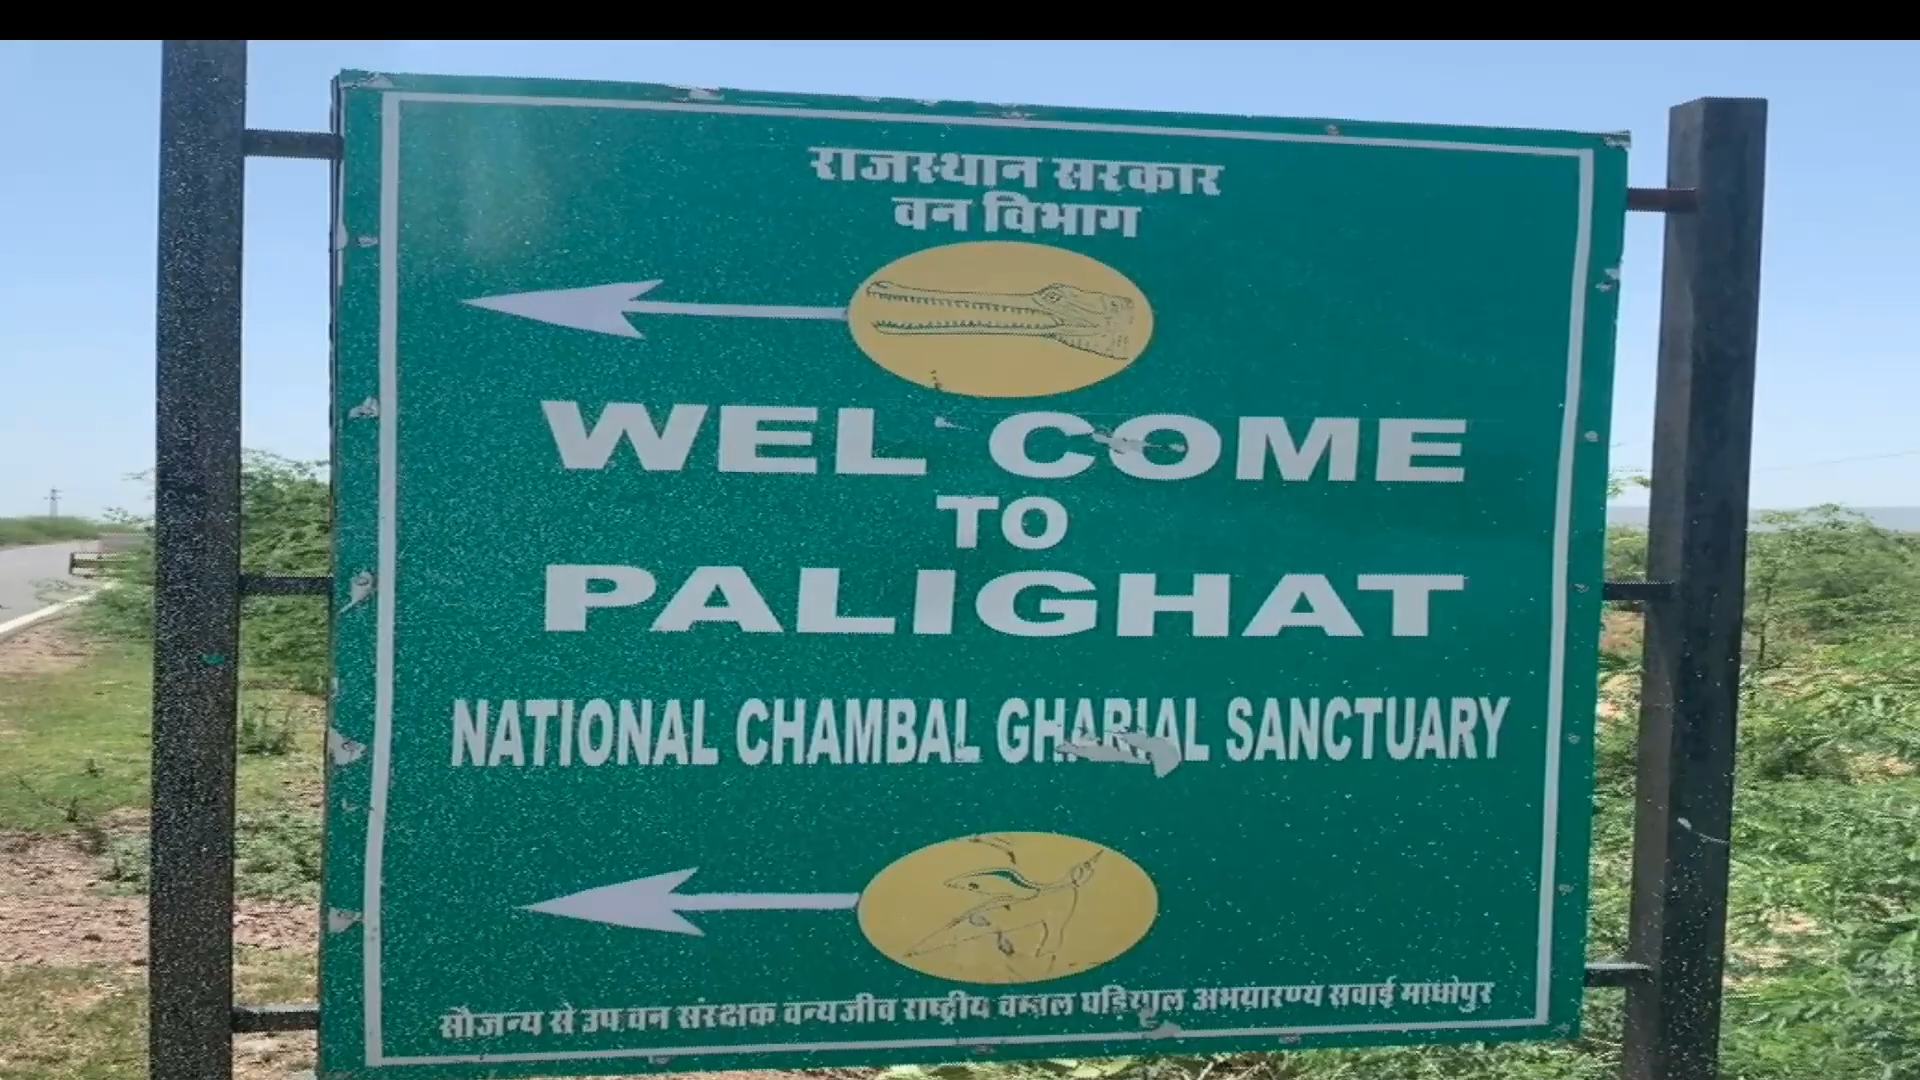 राजस्थान सरकार
वन विभाग
WEL COME
TO
PALIGHAT
NATIONAL CHAMBAL GHARIAL SANCTUARY
सौजन्य से उप वन संरक्षक वन्यजीव राष्ट्रीय चम्बल घड़ियाल अभयारण्य सवाई माधोपुर